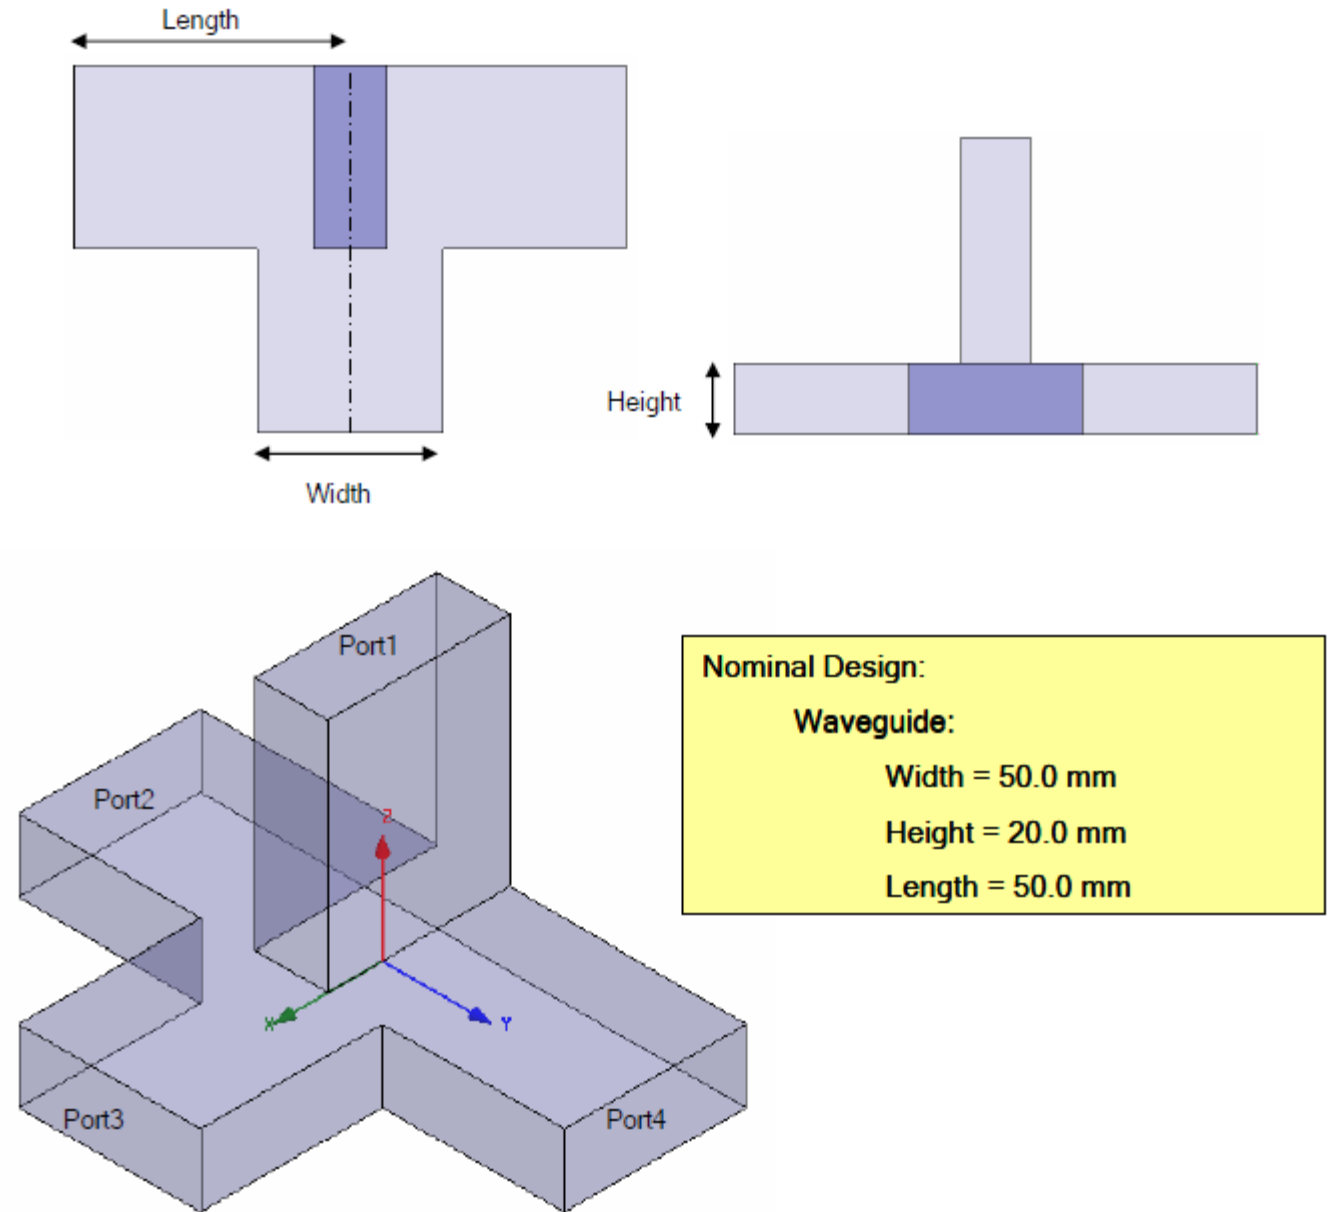 Length
Height
Width
Port1
Nominal Design:
Waveguide:
Port2
Width = 50.0 mm
Z
Height = 20.0 mm
Length = 50.0 mm
X
Y
Port3
Port4